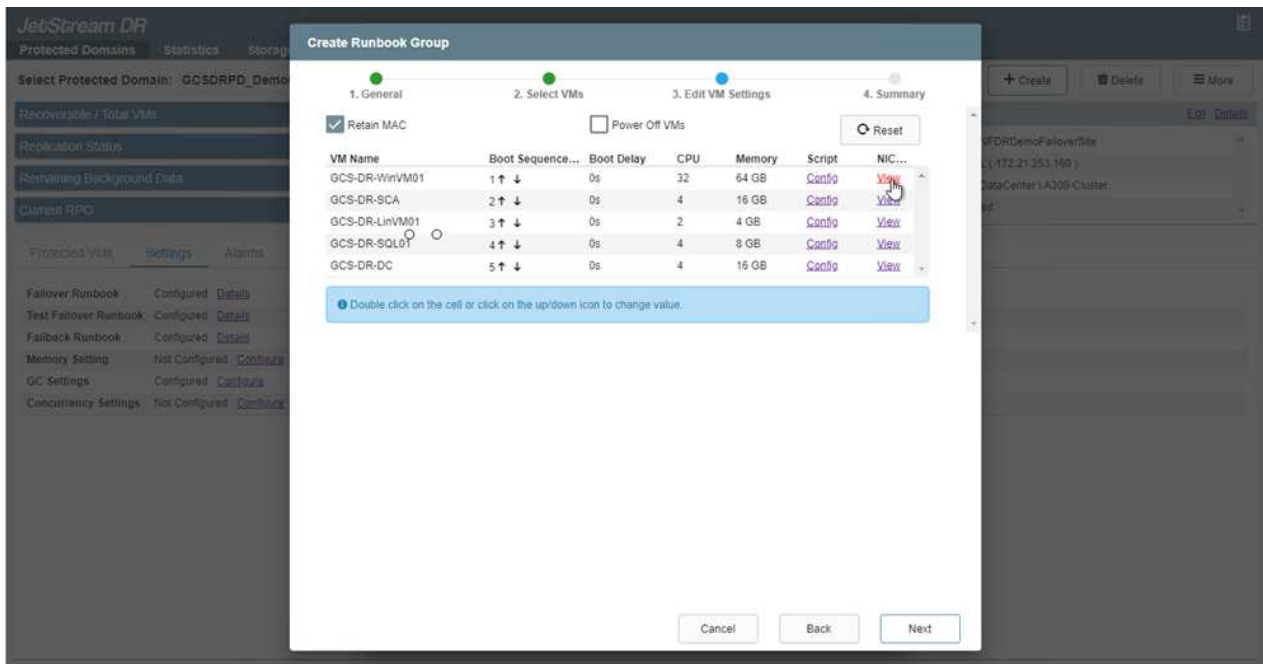 JetStream DR
Protected Domains Statistics Storag
Select Protected Domain: GCSDRPD_Demo + Create Delete More
Recoverable / Total VMs Edit Details
Replication Status
Remaining Background Data
Current RPO
( 172.21.253.169 )
DataCenter \ A300-Cluster
Protected VMs Settings Alarms
Failover Runbook Configured Details
Test Failover Runbook Configured Details
Failback Runbook Configured Details
Memory Setting Not Configured Configure
GC Settings Configured Configure
Concurrency Settings Not Configured Configure
Create Runbook Group
1. General 2. Select VMs 3. Edit VM Settings 4. Summary
Retain MAC Power Off VMs Reset
VM Name Boot Sequence... Boot Delay CPU Memory Script NIC...
GCS-DR-WinVM01 1 ↑ ↓ 0s 32 64 GB Config View
GCS-DR-SCA 2 ↑ ↓ 0s 4 16 GB Config View
GCS-DR-LinVM01 3 ↑ ↓ 0s 2 4 GB Config View
GCS-DR-SQL01 4 ↑ ↓ 0s 4 8 GB Config View
GCS-DR-DC 5 ↑ ↓ 0s 4 16 GB Config View
Double click on the cell or click on the up/down icon to change value.
Cancel Back Next